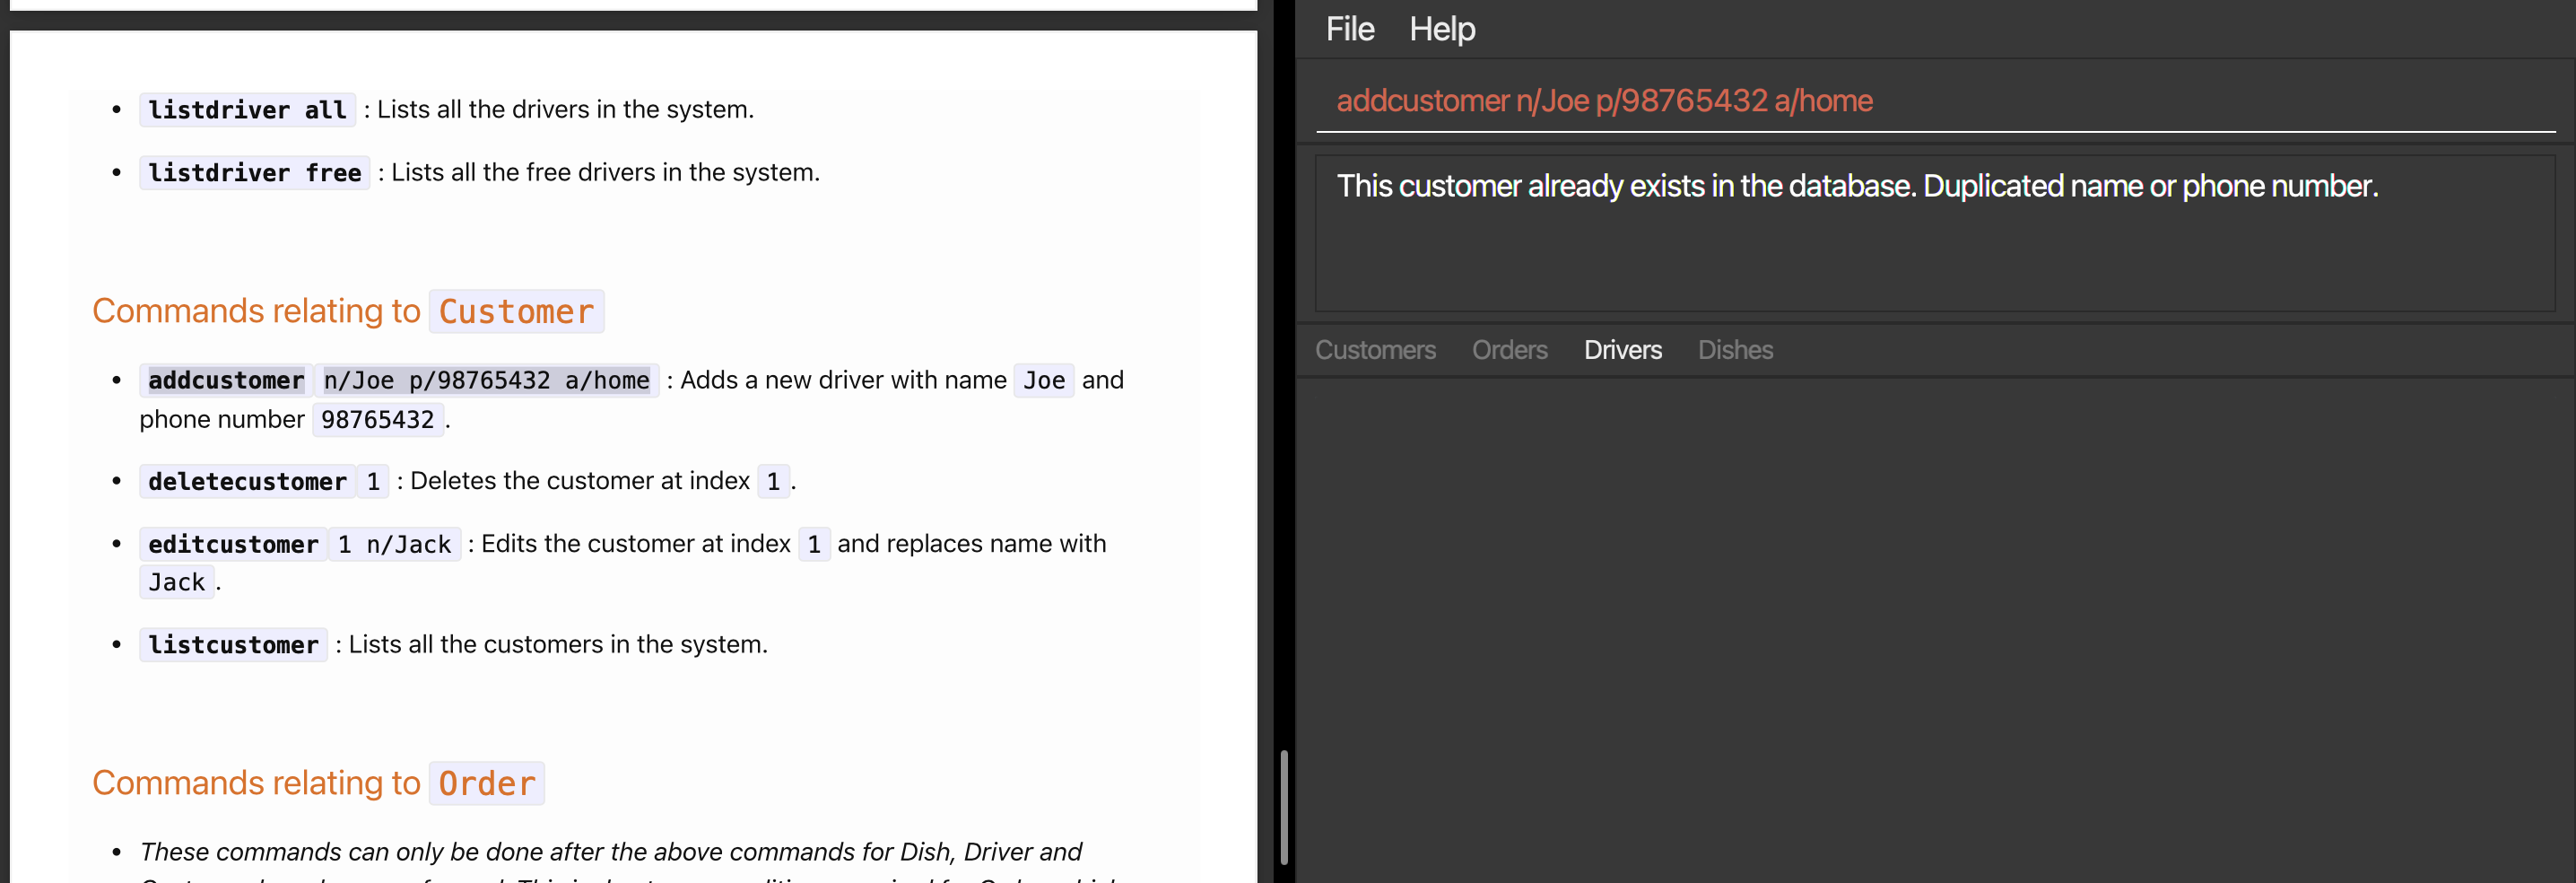 listdriver all : Lists all the drivers in the system.
listdriver free : Lists all the free drivers in the system.
Commands relating to Customer
addcustomer n/Joe p/98765432 a/home : Adds a new driver with name Joe and
phone number 98765432 .
deletecustomer 1 : Deletes the customer at index 1 .
editcustomer 1 n/Jack : Edits the customer at index 1 and replaces name with
Jack .
listcustomer : Lists all the customers in the system.
Commands relating to Order
These commands can only be done after the above commands for Dish, Driver and
File Help
addcustomer n/Joe p/98765432 a/home
This customer already exists in the database. Duplicated name or phone number.
Customers Orders Drivers Dishes